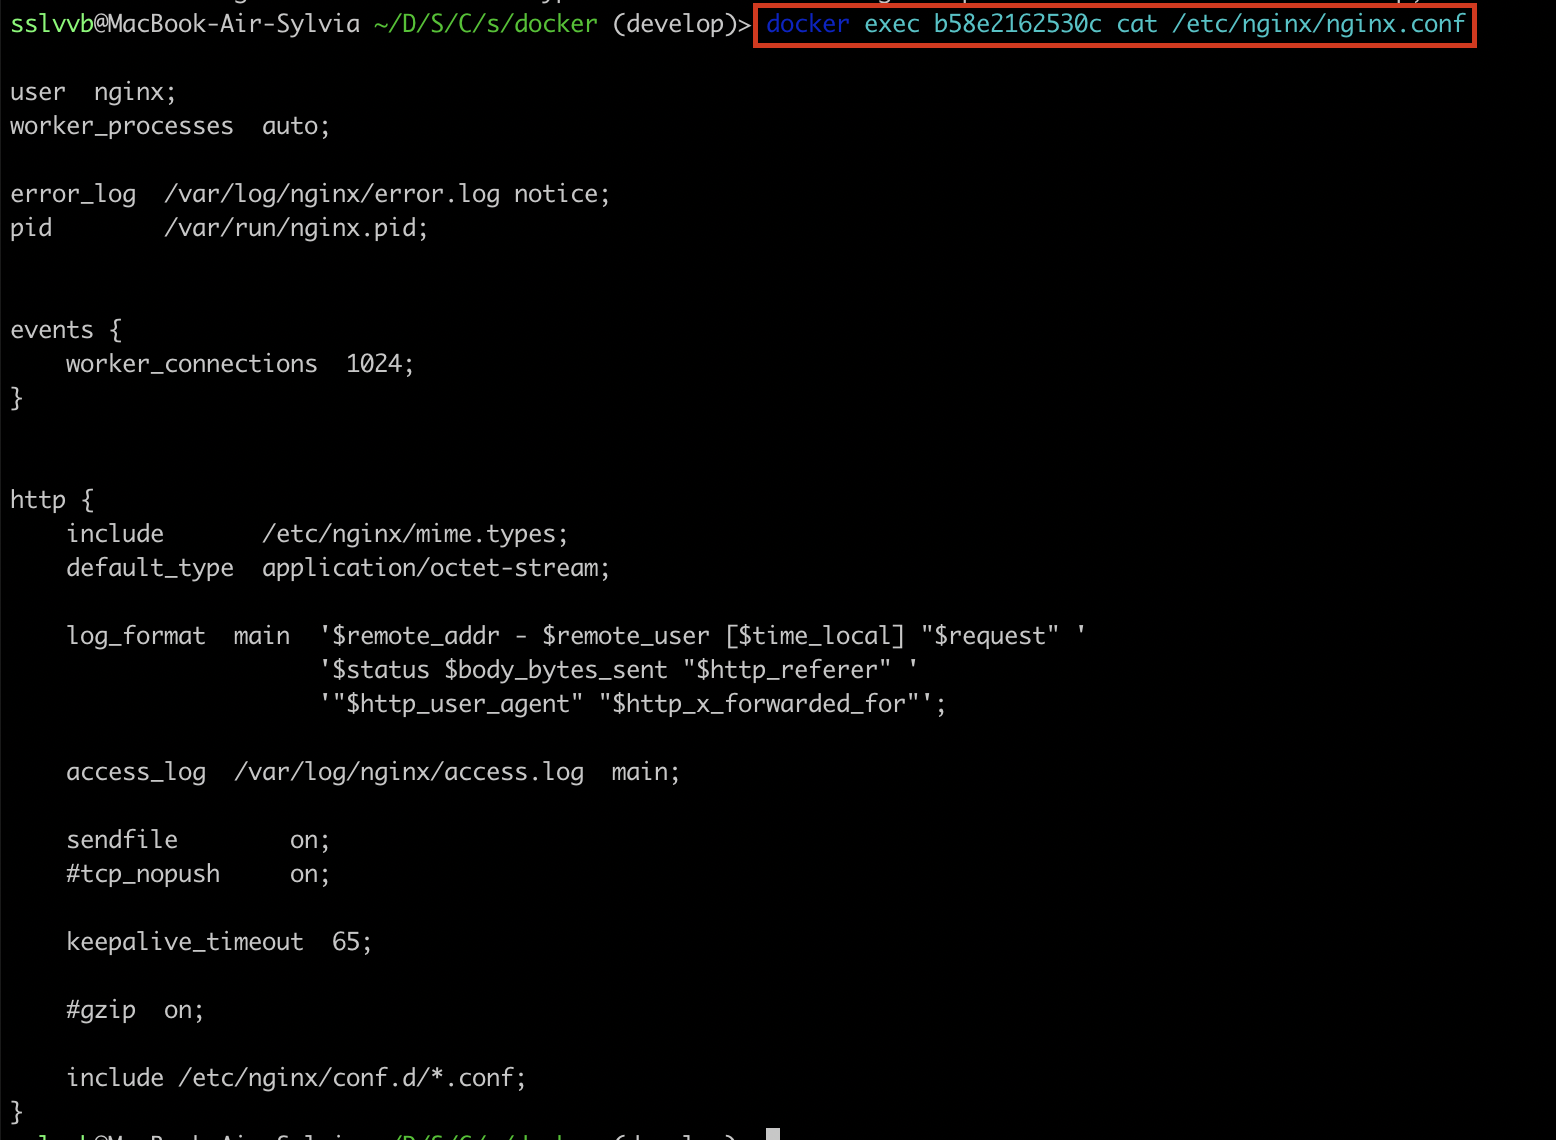 sslvvb@MacBook-Air-Sylvia ~/D/S/C/s/docker (develop)> docker exec b58e2162530c cat /etc/nginx/nginx.conf
user  nginx;
worker_processes  auto;
error_log  /var/log/nginx/error.log notice;
pid        /var/run/nginx.pid;
events {
    worker_connections  1024;
}
http {
    include       /etc/nginx/mime.types;
    default_type  application/octet-stream;
    log_format  main  '$remote_addr - $remote_user [$time_local] "$request" '
                      '$status $body_bytes_sent "$http_referer" '
                      '"$http_user_agent" "$http_x_forwarded_for"';
    access_log  /var/log/nginx/access.log  main;
    sendfile        on;
    #tcp_nopush     on;
    keepalive_timeout  65;
    #gzip  on;
    include /etc/nginx/conf.d/*.conf;
}